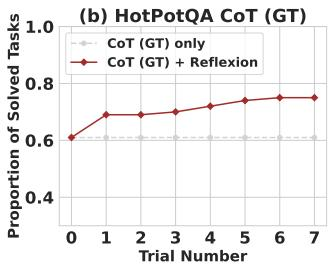 (b) HotPotQA CoT (GT)
CoT (GT) only
CoT (GT) + Reflexion
Proportion of Solved Tasks
1.0
0.8
0.6
0.4
0 1 2 3 4 5 6 7
Trial Number